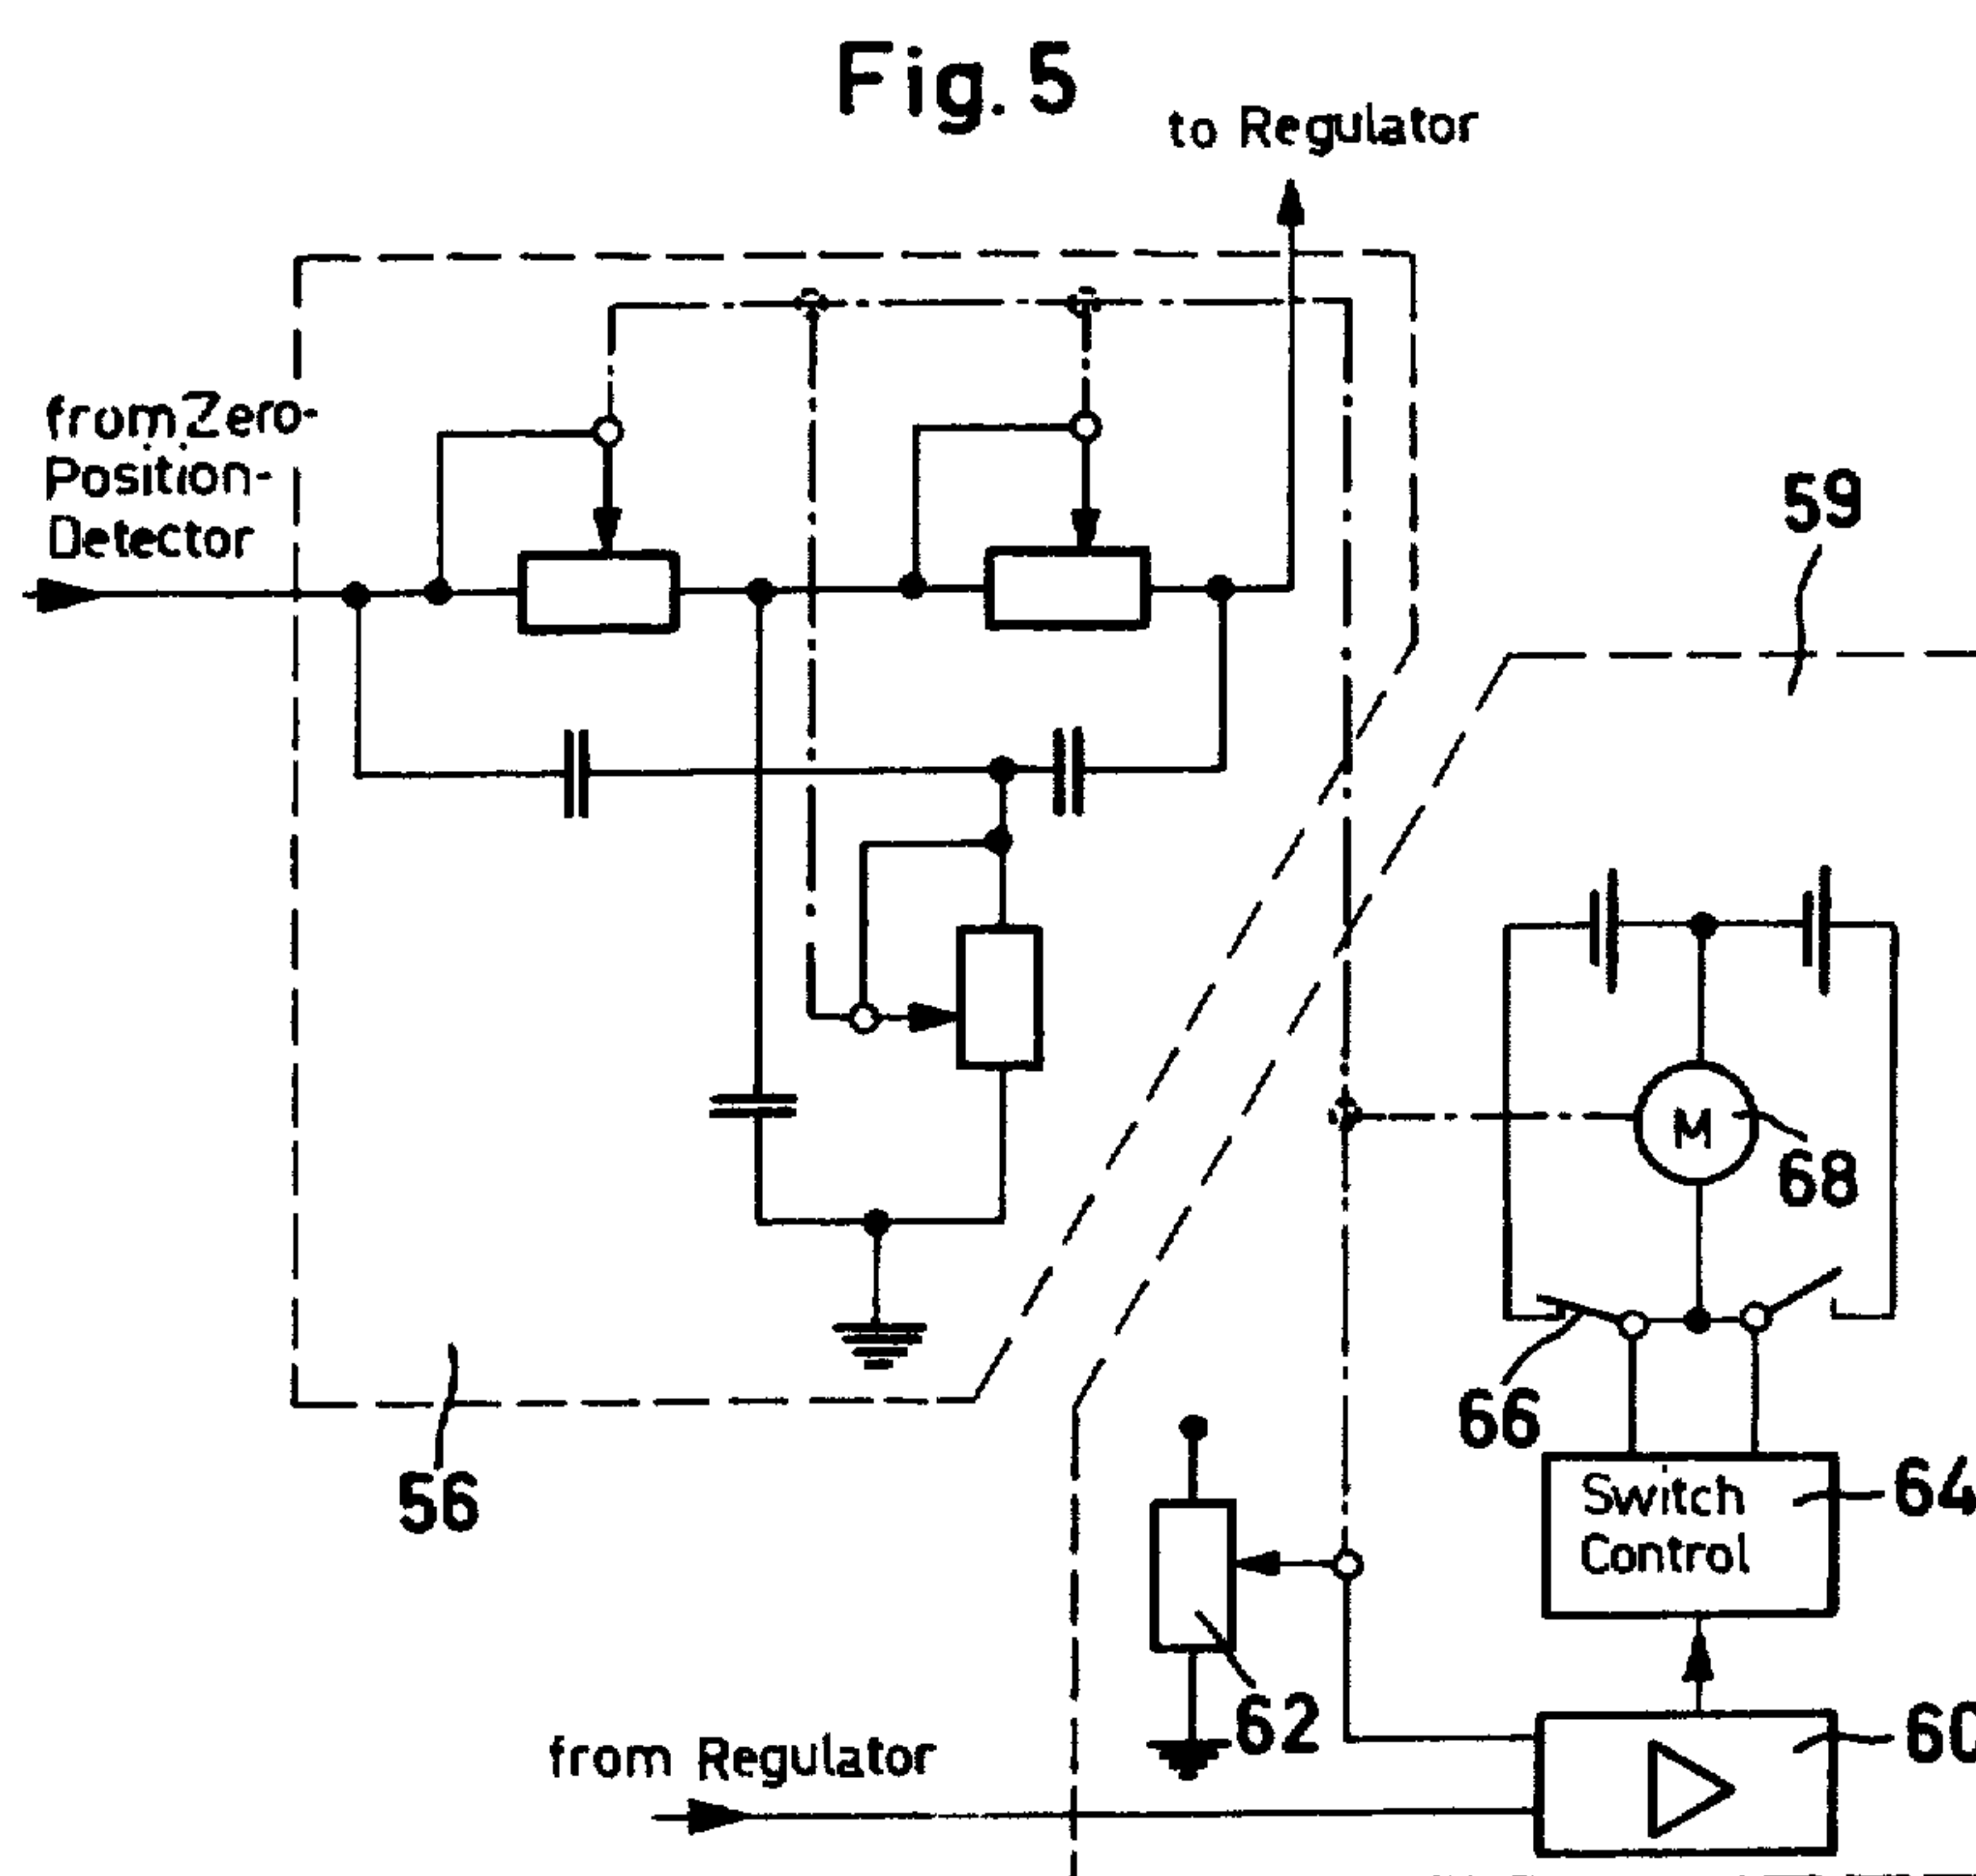 Fig. 5
to Regulator
from Zero-
Position-
Detector
59
M
68
66
56
Switch
Control
64
62
60
from Regulator